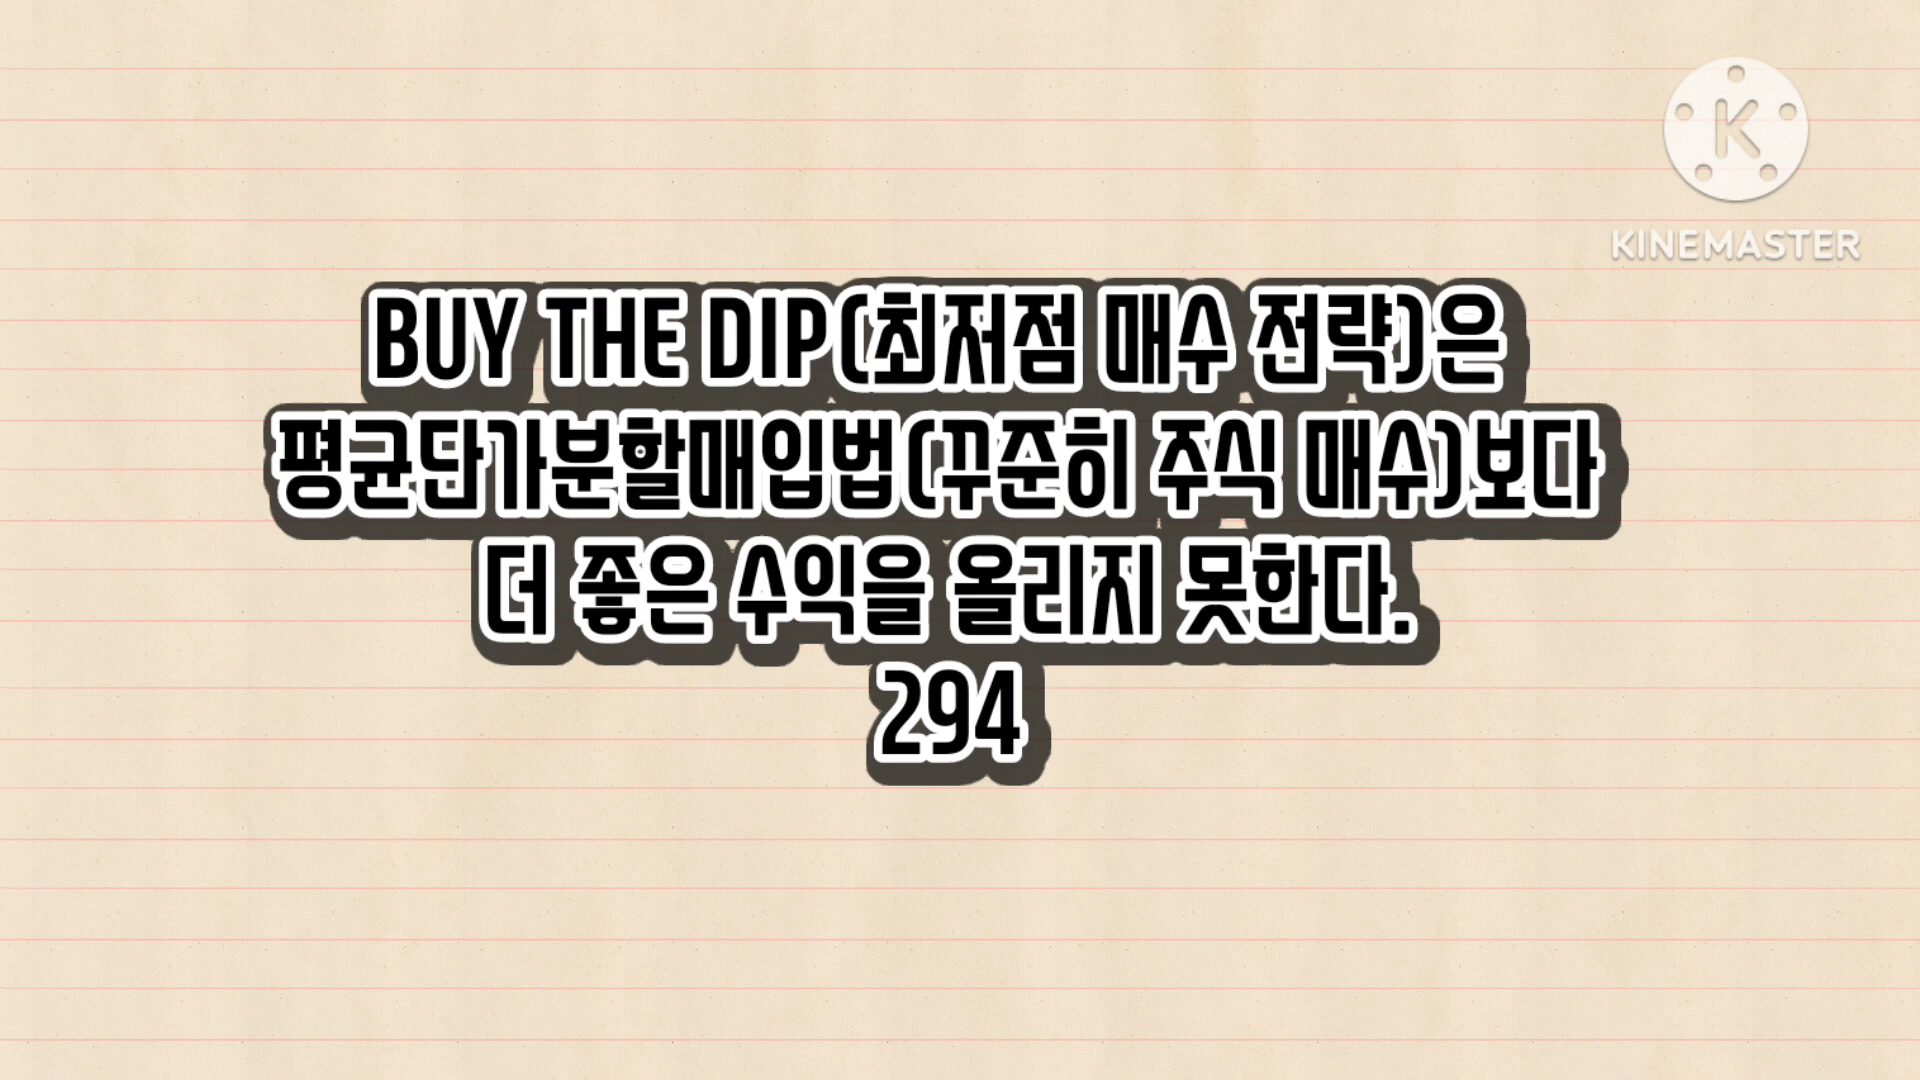 KINEMASTER
BUY THE DIP(최저점 매수 전략)은
평균단가분할매입법(꾸준히 주식 매수)보다
더 좋은 수익을 올리지 못한다.
294